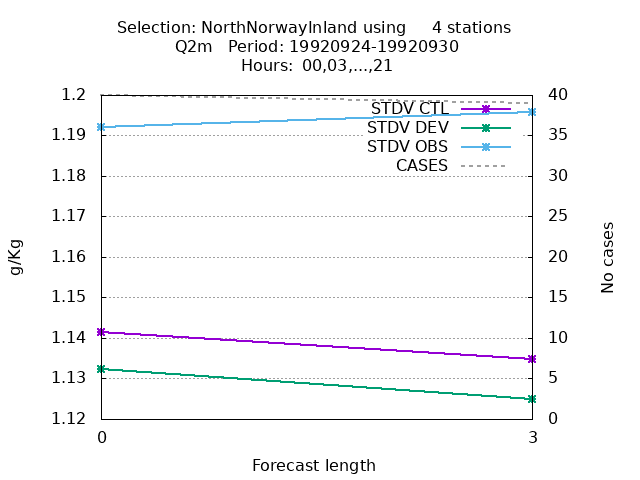 Selection: NorthNorwayInland using     4 stations
Q2m   Period: 19920924-19920930
Hours:  00,03,...,21
1.2
1.19
1.18
1.17
1.16
1.15
1.14
1.13
1.12
g/Kg
STDV CTL
STDV DEV
STDV OBS
CASES
40
35
30
25
20
15
10
5
0
No cases
0
3
Forecast length